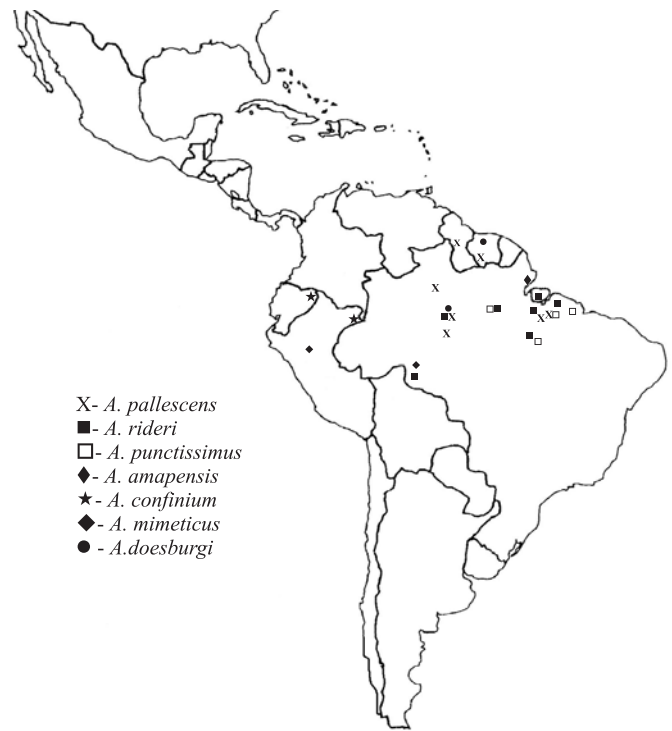 X- A. pallescens
■- A. rideri
□- A. punctissimus
♦- A. amapensis
★- A. confinium
◆- A. mimeticus
● - A.doesburgi